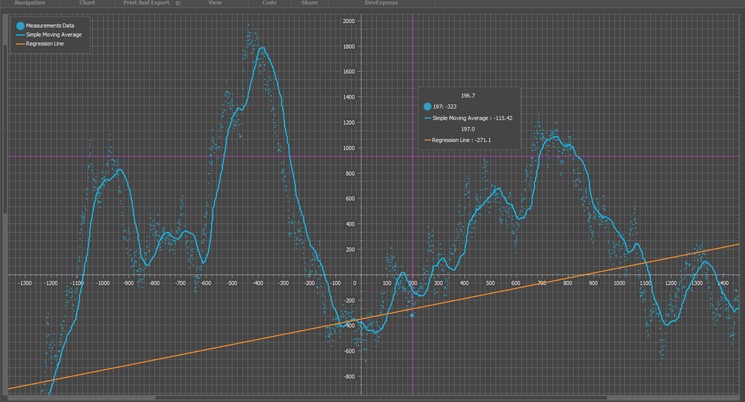 Navigation Chart Print And Export View Code Share DevExpress
Measurements Data
Simple Moving Average
Regression Line
2000
1800
1600
1400
1200
1000
800
600
400
200
-200
-400
-600
-800
-1300 -1100 -1000 -900 -800 -700 -600 -500 -400 -300 -200 -100 0 100 200 300 400 500 600 700 800 900 1000 1100 1200 1300 1400
196.7
197: -323
Simple Moving Average : -115.42
197.0
Regression Line : -271.1